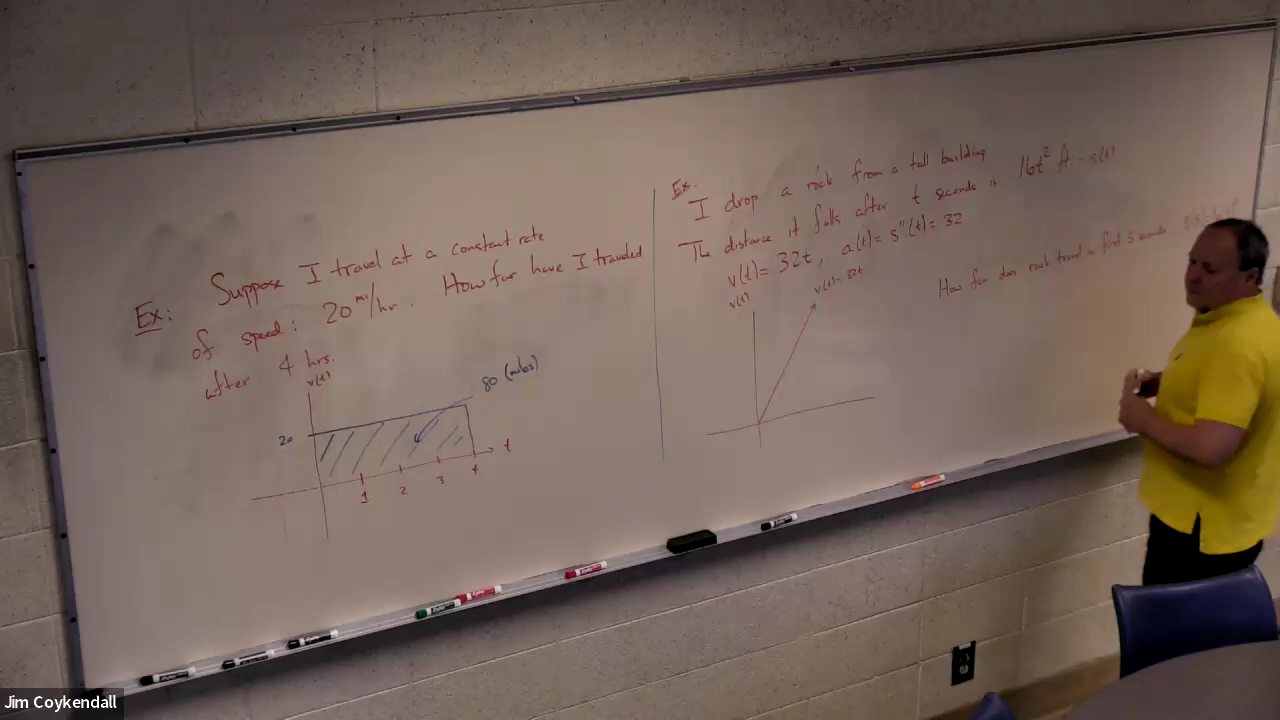 Ex: Suppose I travel at a constant rate
of speed: 20 mi/hr. How far have I traveled
after 4 hrs.
v(t)
80 (miles)
20
t
1 2 3 4
Ex.
I drop a rock from a tall building
The distance it falls after t seconds is 16t² ft = s(t)
v(t) = 32t, a(t) = s''(t) = 32
v(t)
v(t) = 32t
How far does rock travel in first 5 seconds
Jim Coykendall